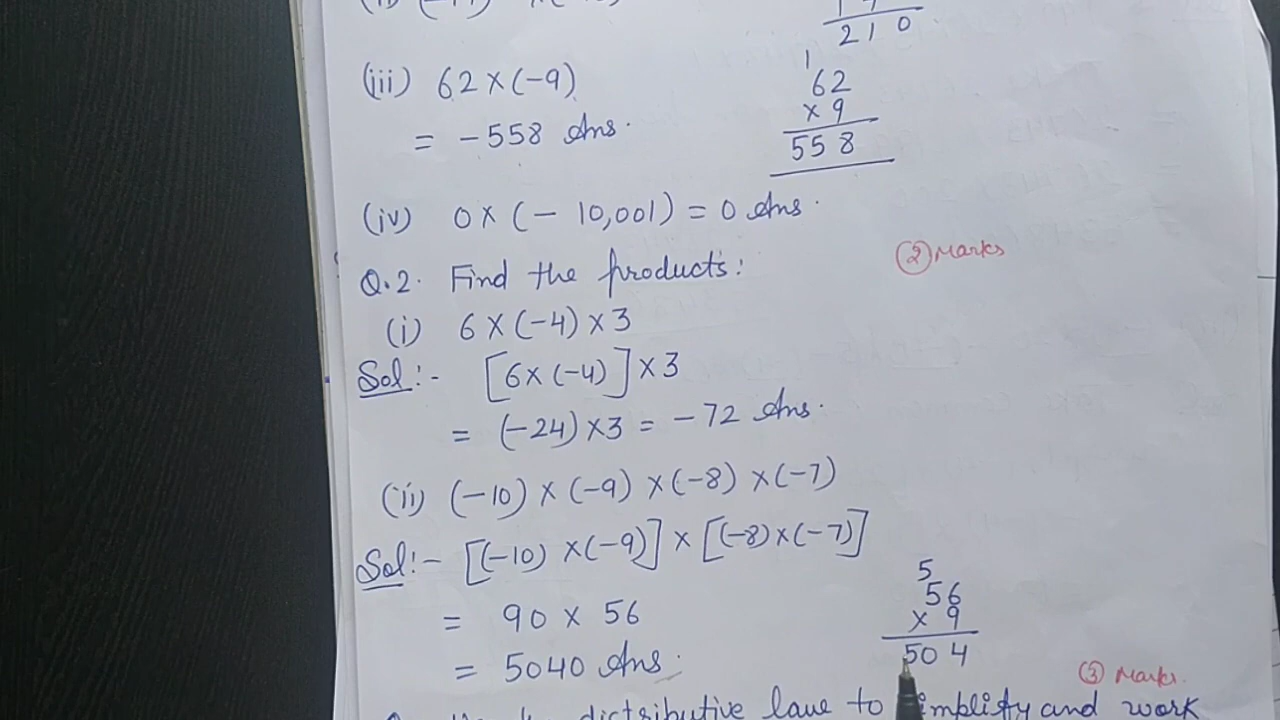 210
(iii) 62×(-9)
= -558 Ans.
1
62
×9
558
(iv) 0×(- 10,001) = 0 Ans.
Q.2. Find the products:
② Marks
(i) 6×(-4)×3
Sol:- [6×(-4)]×3
= (-24)×3 = -72 Ans.
(ii) (-10)×(-9)×(-8)×(-7)
Sol:- [(-10)×(-9)]×[(-8)×(-7)]
= 90 × 56
= 5040 Ans.
5
56
× 9
504
③ Marks.
distributive law to simplify and work